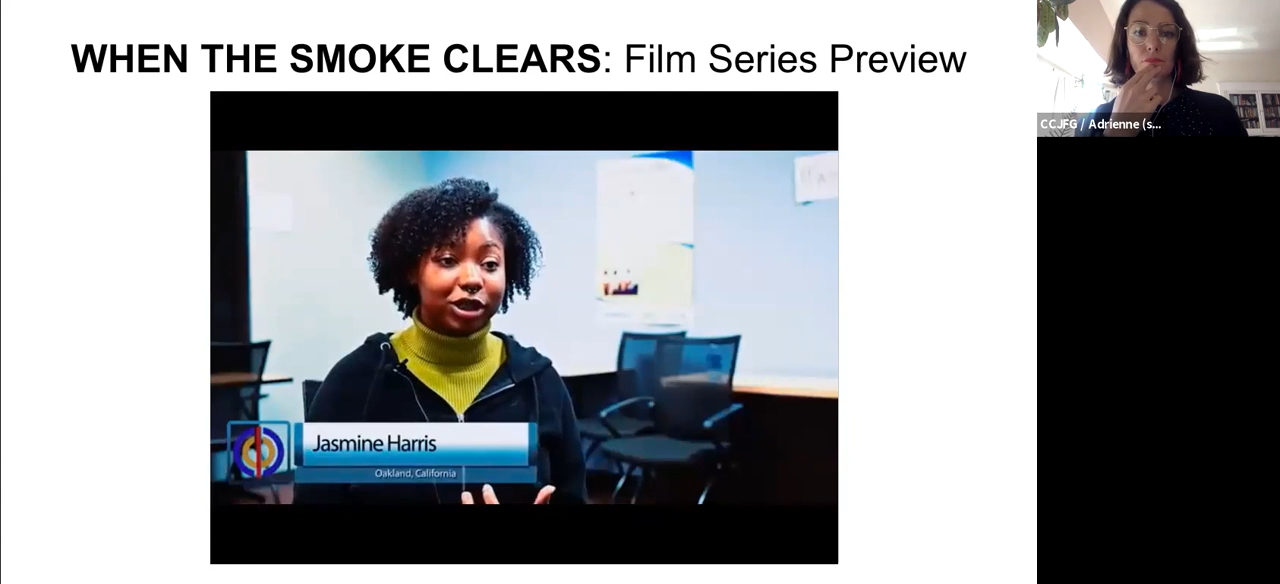 WHEN THE SMOKE CLEARS: Film Series Preview
CCJFG / Adrienne (s...
Jasmine Harris
Oakland, California